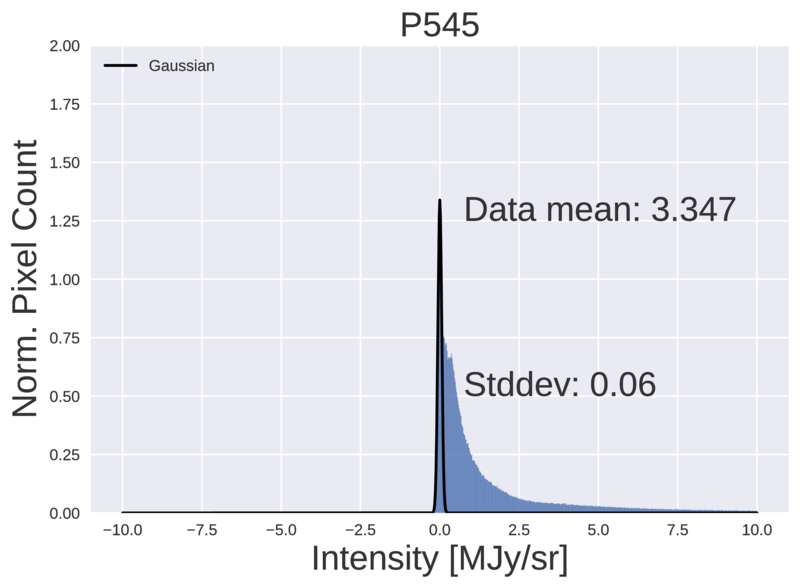 P545
Norm. Pixel Count
2.00
1.75
1.50
1.25
1.00
0.75
0.50
0.25
0.00
Gaussian
Data mean: 3.347
Stddev: 0.06
−10.0 −7.5 −5.0 −2.5 0.0 2.5 5.0 7.5 10.0
Intensity [MJy/sr]